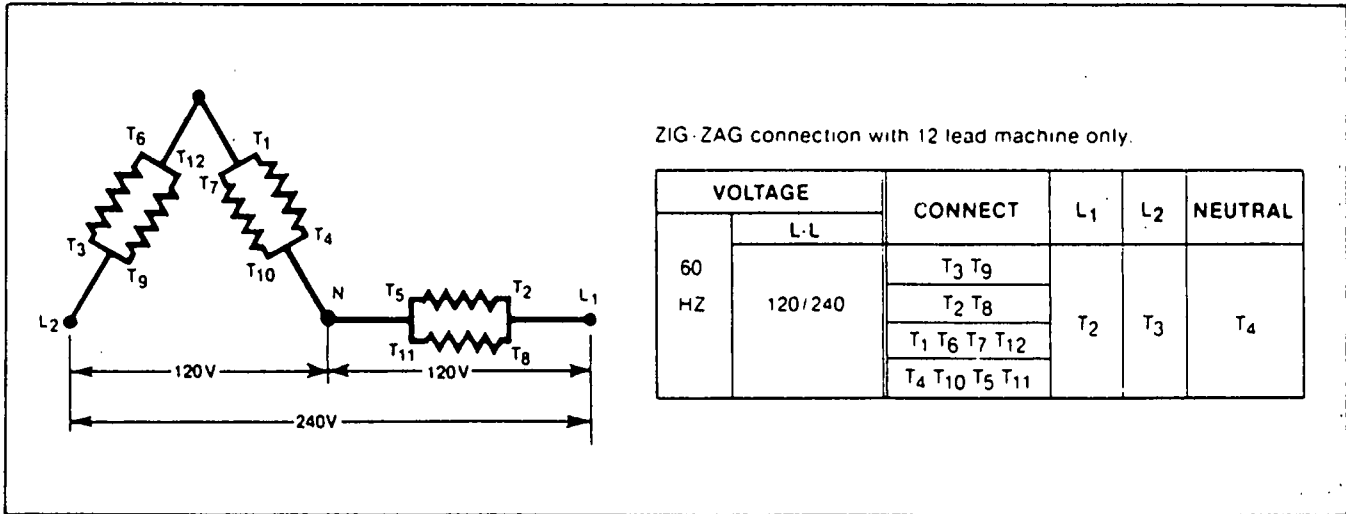 T6
T12
T1
T7
T3
T9
T4
T10
N
T5
T2
L1
L2
T11
T8
120V
120V
240V
ZIG-ZAG connection with 12 lead machine only.
VOLTAGE CONNECT L1 L2 NEUTRAL
L-L
60 HZ 120/240 T3 T9 T2 T3 T4
T2 T8
T1 T6 T7 T12
T4 T10 T5 T11